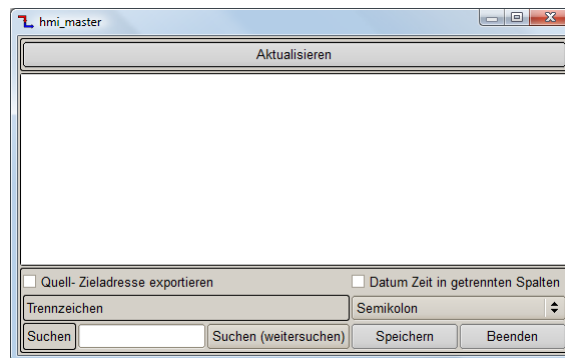 hmi_master
Aktualisieren
Quell- Zieladresse exportieren
Datum Zeit in getrennten Spalten
Trennzeichen
Semikolon
Suchen
Suchen (weitersuchen)
Speichern
Beenden